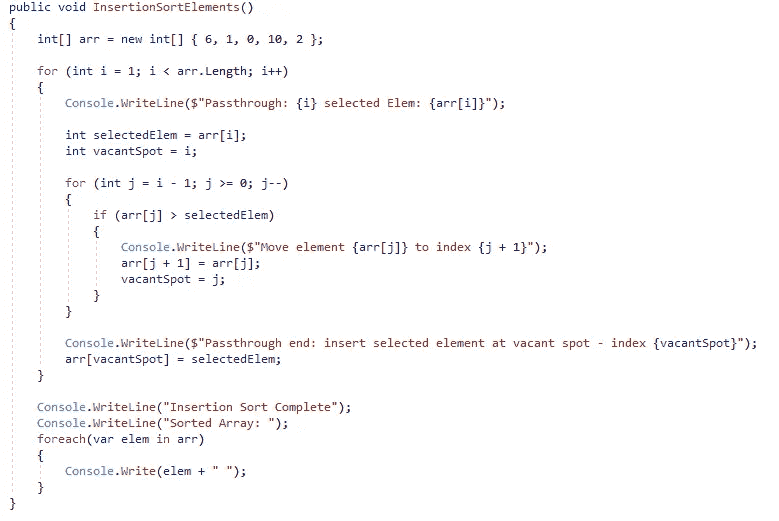 public void InsertionSortElements()
{
    int[] arr = new int[] { 6, 1, 0, 10, 2 };

    for (int i = 1; i < arr.Length; i++)
    {
        Console.WriteLine($"Passthrough: {i} selected Elem: {arr[i]}");

        int selectedElem = arr[i];
        int vacantSpot = i;

        for (int j = i - 1; j >= 0; j--)
        {
            if (arr[j] > selectedElem)
            {
                Console.WriteLine($"Move element {arr[j]} to index {j + 1}");
                arr[j + 1] = arr[j];
                vacantSpot = j;
            }
        }

        Console.WriteLine($"Passthrough end: insert selected element at vacant spot - index {vacantSpot}");
        arr[vacantSpot] = selectedElem;
    }

    Console.WriteLine("Insertion Sort Complete");
    Console.WriteLine("Sorted Array: ");
    foreach(var elem in arr)
    {
        Console.Write(elem + " ");
    }
}